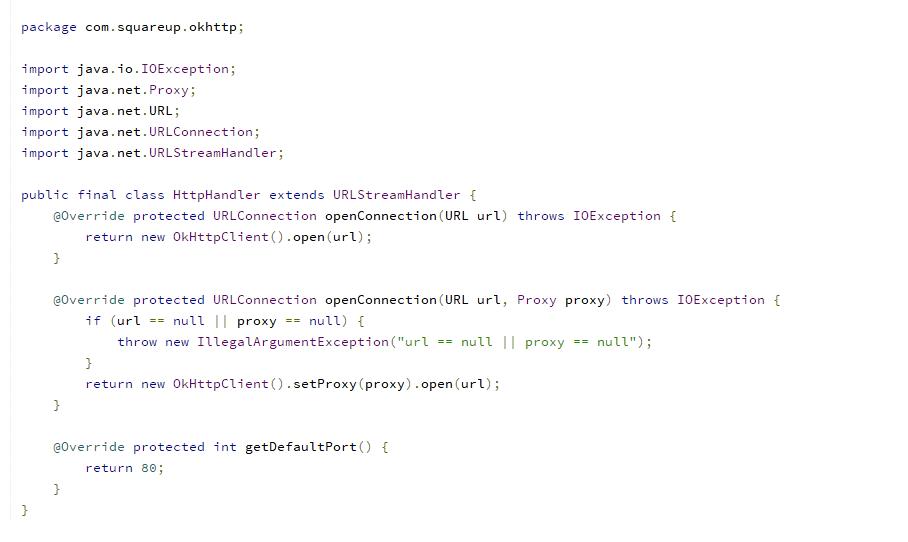 package com.squareup.okhttp;
import java.io.IOException;
import java.net.Proxy;
import java.net.URL;
import java.net.URLConnection;
import java.net.URLStreamHandler;
public final class HttpHandler extends URLStreamHandler {
    @Override protected URLConnection openConnection(URL url) throws IOException {
        return new OkHttpClient().open(url);
    }
    @Override protected URLConnection openConnection(URL url, Proxy proxy) throws IOException {
        if (url == null || proxy == null) {
            throw new IllegalArgumentException("url == null || proxy == null");
        }
        return new OkHttpClient().setProxy(proxy).open(url);
    }
    @Override protected int getDefaultPort() {
        return 80;
    }
}